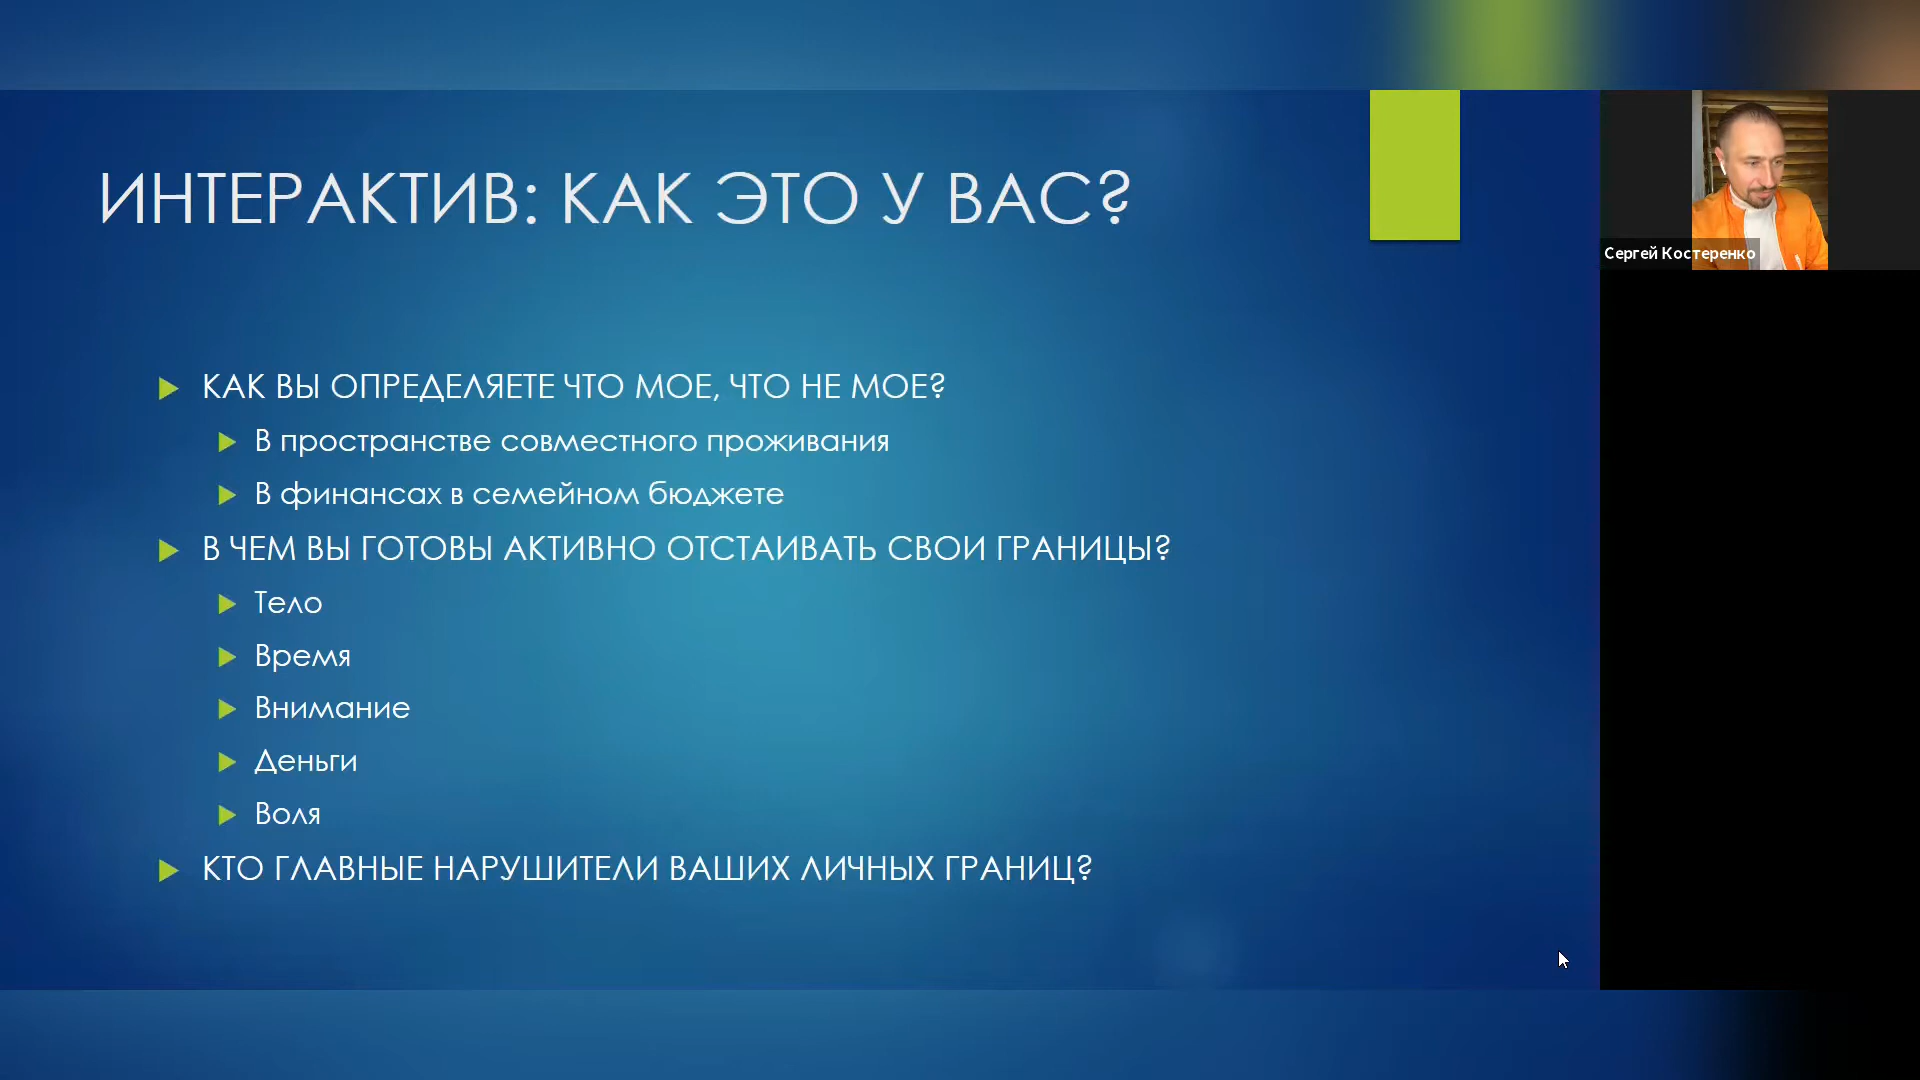 ИНТЕРАКТИВ: КАК ЭТО У ВАС?
Сергей Костеренко
КАК ВЫ ОПРЕДЕЛЯЕТЕ ЧТО МОЕ, ЧТО НЕ МОЕ?
В пространстве совместного проживания
В финансах в семейном бюджете
В ЧЕМ ВЫ ГОТОВЫ АКТИВНО ОТСТАИВАТЬ СВОИ ГРАНИЦЫ?
Тело
Время
Внимание
Деньги
Воля
КТО ГЛАВНЫЕ НАРУШИТЕЛИ ВАШИХ ЛИЧНЫХ ГРАНИЦ?